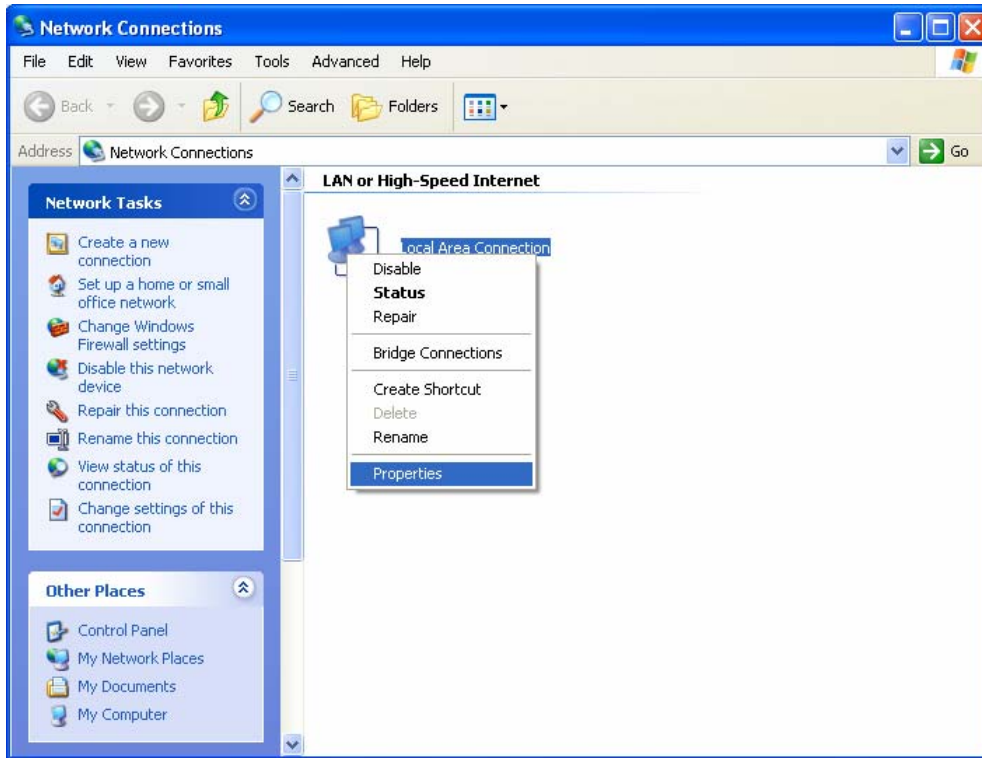 Network Connections
File Edit View Favorites Tools Advanced Help
Back Search Folders
Address Network Connections Go
Network Tasks
Create a new
connection
Set up a home or small
office network
Change Windows
Firewall settings
Disable this network
device
Repair this connection
Rename this connection
View status of this
connection
Change settings of this
connection
Other Places
Control Panel
My Network Places
My Documents
My Computer
LAN or High-Speed Internet
Local Area Connection
Disable
Status
Repair
Bridge Connections
Create Shortcut
Delete
Rename
Properties